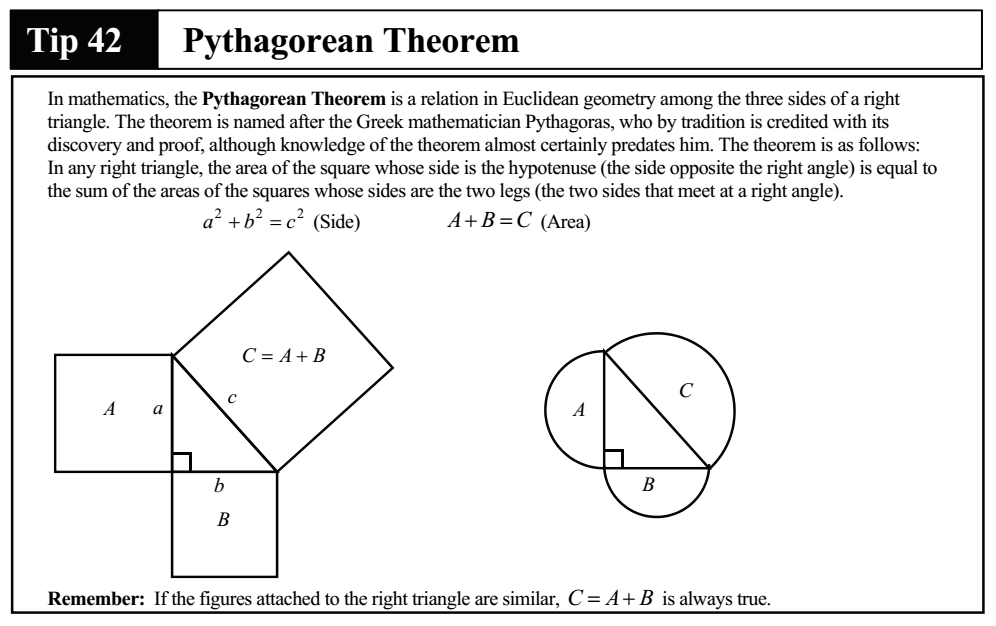 Tip 42 Pythagorean Theorem
In mathematics, the Pythagorean Theorem is a relation in Euclidean geometry among the three sides of a right
triangle. The theorem is named after the Greek mathematician Pythagoras, who by tradition is credited with its
discovery and proof, although knowledge of the theorem almost certainly predates him. The theorem is as follows:
In any right triangle, the area of the square whose side is the hypotenuse (the side opposite the right angle) is equal to
the sum of the areas of the squares whose sides are the two legs (the two sides that meet at a right angle).
a² + b² = c² (Side) A + B = C (Area)
C = A + B
A a c
b
B
A C
B
Remember: If the figures attached to the right triangle are similar, C = A + B is always true.